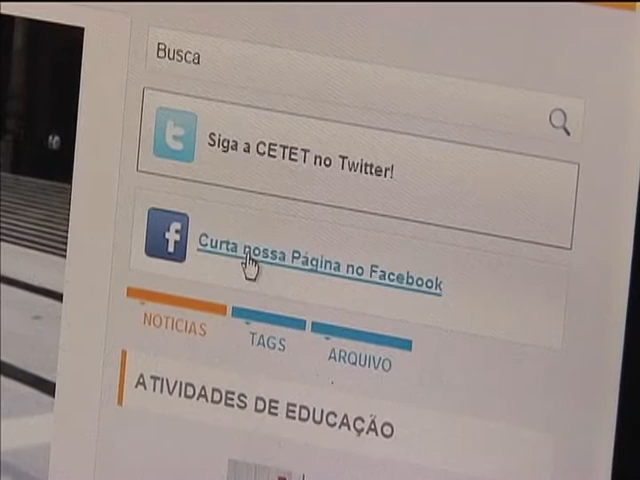 Busca
Siga a CETET no Twitter!
Curta nossa Página no Facebook
NOTICIAS
TAGS
ARQUIVO
ATIVIDADES DE EDUCAÇÃO